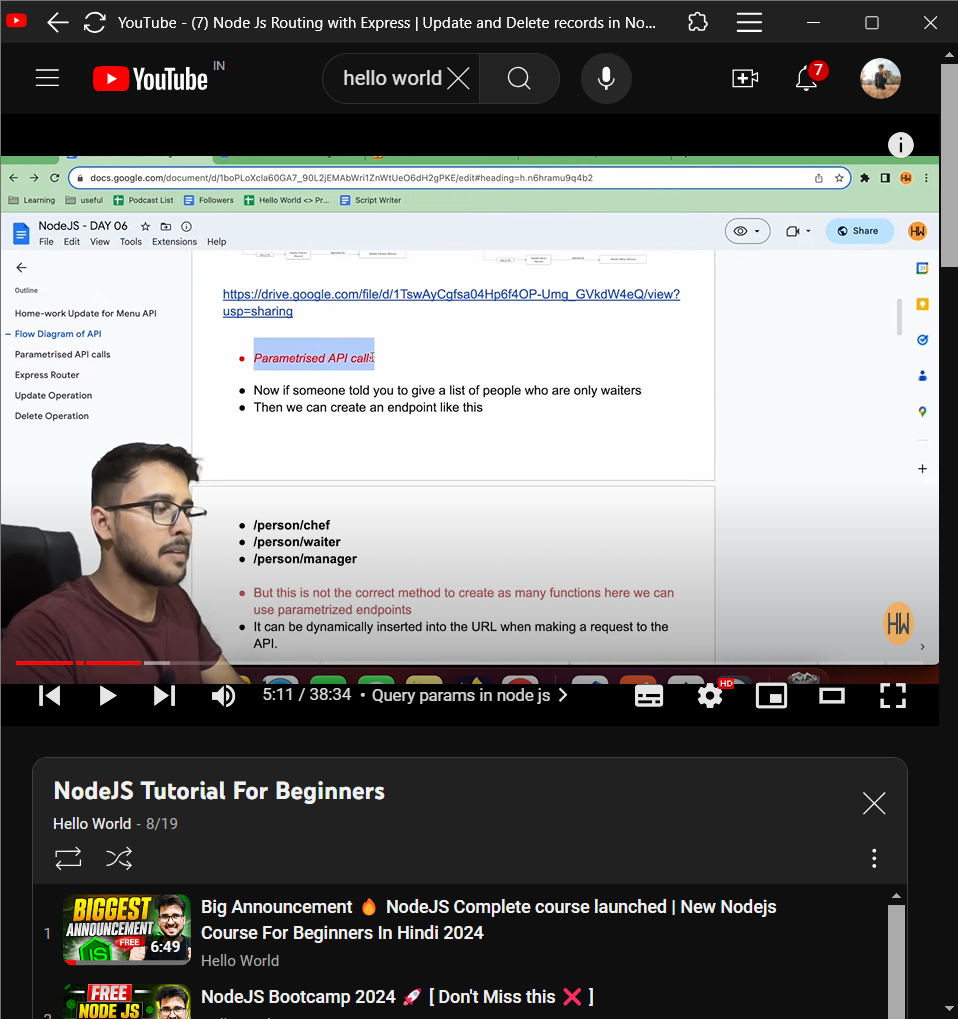 YouTube - (7) Node Js Routing with Express | Update and Delete records in No...
YouTube IN
hello world
7
docs.google.com/document/d/1boPLoXcla60GA7_90L2jEMAbWri1ZnWtUeO6dH2gPKE/edit#heading=h.n6hramu9q4b2
Learning useful Podcast List Followers Hello World <> Pr... Script Writer
NodeJS - DAY 06
File Edit View Tools Extensions Help
Share
HW
Outline
Home-work Update for Menu API
Flow Diagram of API
Parametrised API calls
Express Router
Update Operation
Delete Operation
https://drive.google.com/file/d/1TswAyCgfsa04Hp6f4OP-Umg_GVkdW4eQ/view?
usp=sharing
Parametrised API calls
Now if someone told you to give a list of people who are only waiters
Then we can create an endpoint like this
/person/chef
/person/waiter
/person/manager
But this is not the correct method to create as many functions here we can
use parametrized endpoints
It can be dynamically inserted into the URL when making a request to the
API.
HW
5:11 / 38:34 • Query params in node js
HD
NodeJS Tutorial For Beginners
Hello World - 8/19
1
BIGGEST
ANNOUNCEMENT
FREE
JS
6:49
Big Announcement 🔥 NodeJS Complete course launched | New Nodejs
Course For Beginners In Hindi 2024
Hello World
FREE
NODE JS
NodeJS Bootcamp 2024 🚀 [ Don't Miss this ❌ ]